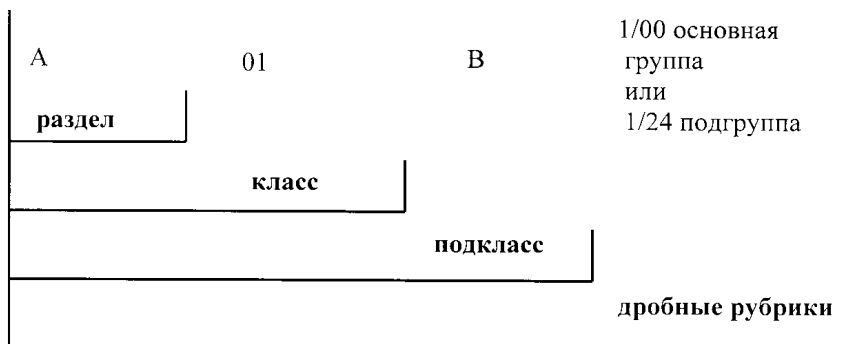 1/00 основная
А 01 В группа
или
раздел 1/24 подгруппа
класс
подкласс
дробные рубрики